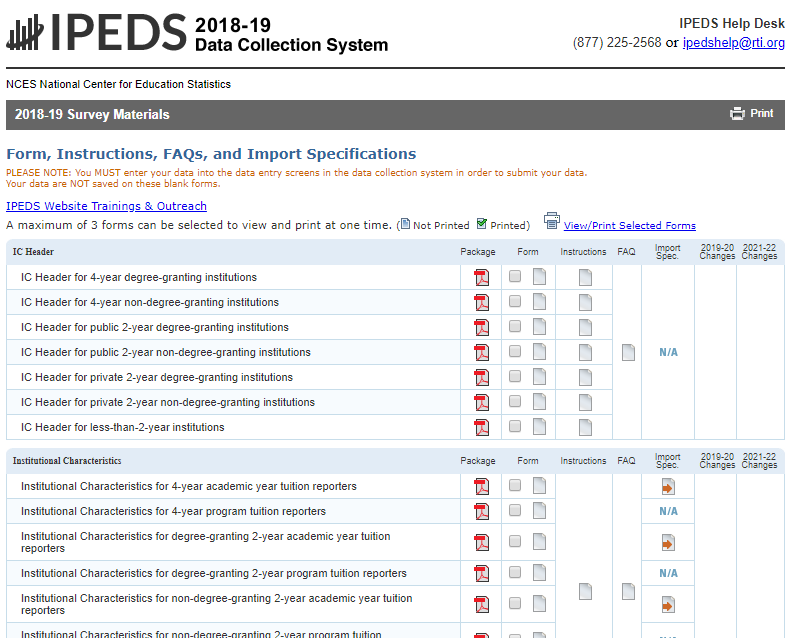 IPEDS 2018-19
Data Collection System
IPEDS Help Desk
(877) 225-2568 or ipedshelp@rti.org
NCES National Center for Education Statistics
2018-19 Survey Materials
Print
Form, Instructions, FAQs, and Import Specifications
PLEASE NOTE: You MUST enter your data into the data entry screens in the data collection system in order to submit your data.
Your data are NOT saved on these blank forms.
IPEDS Website Trainings & Outreach
A maximum of 3 forms can be selected to view and print at one time. ( Not Printed Printed) View/Print Selected Forms
IC Header Package Form Instructions FAQ Import Spec. 2019-20 Changes 2021-22 Changes
IC Header for 4-year degree-granting institutions
IC Header for 4-year non-degree-granting institutions
IC Header for public 2-year degree-granting institutions
IC Header for public 2-year non-degree-granting institutions N/A
IC Header for private 2-year degree-granting institutions
IC Header for private 2-year non-degree-granting institutions
IC Header for less-than-2-year institutions
Institutional Characteristics Package Form Instructions FAQ Import Spec. 2019-20 Changes 2021-22 Changes
Institutional Characteristics for 4-year academic year tuition reporters
Institutional Characteristics for 4-year program tuition reporters N/A
Institutional Characteristics for degree-granting 2-year academic year tuition
reporters
Institutional Characteristics for degree-granting 2-year program tuition reporters N/A
Institutional Characteristics for non-degree-granting 2-year academic year tuition
reporters
Institutional Characteristics for non-degree-granting 2-year program tuition